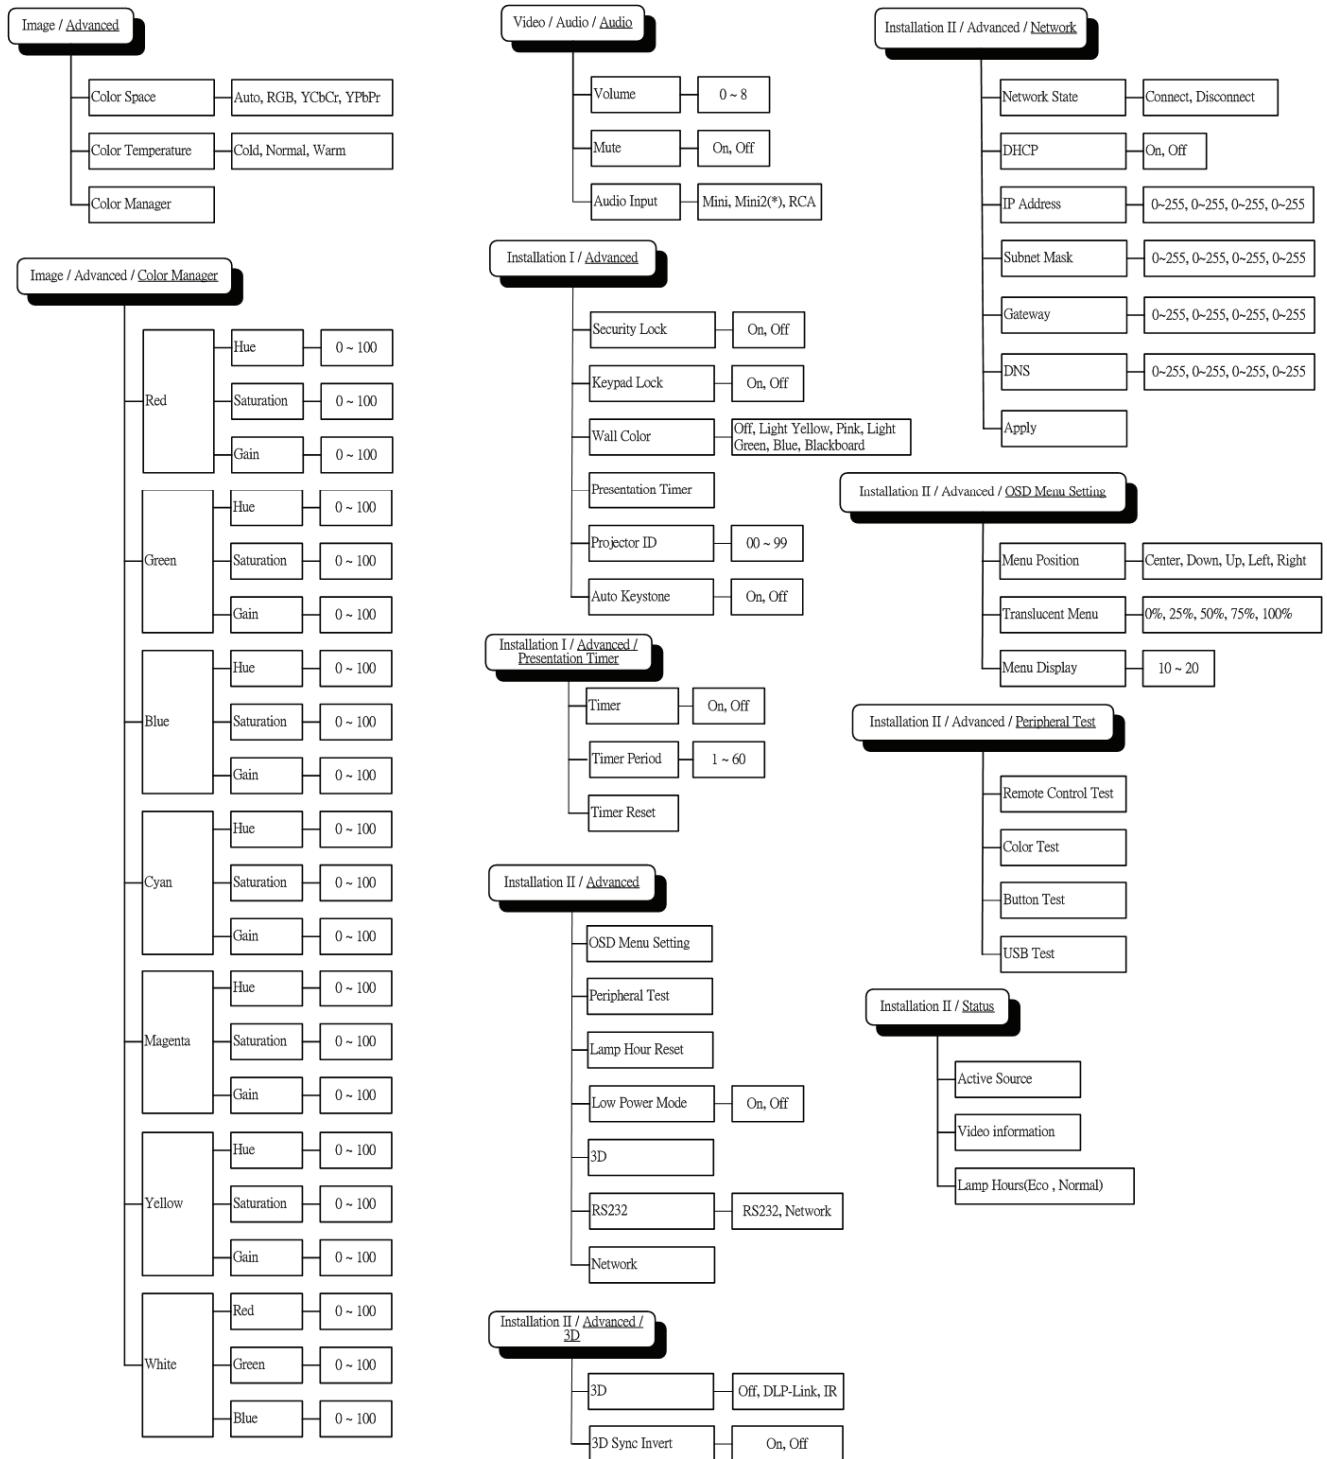 Image / Advanced
Color Space
Auto, RGB, YCbCr, YPbPr
Color Temperature
Cold, Normal, Warm
Color Manager
Image / Advanced / Color Manager
Red
Hue
0 ~ 100
Saturation
0 ~ 100
Gain
0 ~ 100
Green
Hue
0 ~ 100
Saturation
0 ~ 100
Gain
0 ~ 100
Blue
Hue
0 ~ 100
Saturation
0 ~ 100
Gain
0 ~ 100
Cyan
Hue
0 ~ 100
Saturation
0 ~ 100
Gain
0 ~ 100
Magenta
Hue
0 ~ 100
Saturation
0 ~ 100
Gain
0 ~ 100
Yellow
Hue
0 ~ 100
Saturation
0 ~ 100
Gain
0 ~ 100
White
Red
0 ~ 100
Green
0 ~ 100
Blue
0 ~ 100
Video / Audio / Audio
Volume
0 ~ 8
Mute
On, Off
Audio Input
Mini, Mini2(*), RCA
Installation I / Advanced
Security Lock
On, Off
Keypad Lock
On, Off
Wall Color
Off, Light Yellow, Pink, Light
Green, Blue, Blackboard
Presentation Timer
Projector ID
00 ~ 99
Auto Keystone
On, Off
Installation I / Advanced /
Presentation Timer
Timer
On, Off
Timer Period
1 ~ 60
Timer Reset
Installation II / Advanced
OSD Menu Setting
Peripheral Test
Lamp Hour Reset
Low Power Mode
On, Off
3D
RS232
RS232, Network
Network
Installation II / Advanced /
3D
3D
Off, DLP-Link, IR
3D Sync Invert
On, Off
Installation II / Advanced / Network
Network State
Connect, Disconnect
DHCP
On, Off
IP Address
0~255, 0~255, 0~255, 0~255
Subnet Mask
0~255, 0~255, 0~255, 0~255
Gateway
0~255, 0~255, 0~255, 0~255
DNS
0~255, 0~255, 0~255, 0~255
Apply
Installation II / Advanced / OSD Menu Setting
Menu Position
Center, Down, Up, Left, Right
Translucent Menu
0%, 25%, 50%, 75%, 100%
Menu Display
10 ~ 20
Installation II / Advanced / Peripheral Test
Remote Control Test
Color Test
Button Test
USB Test
Installation II / Status
Active Source
Video information
Lamp Hours(Eco , Normal)